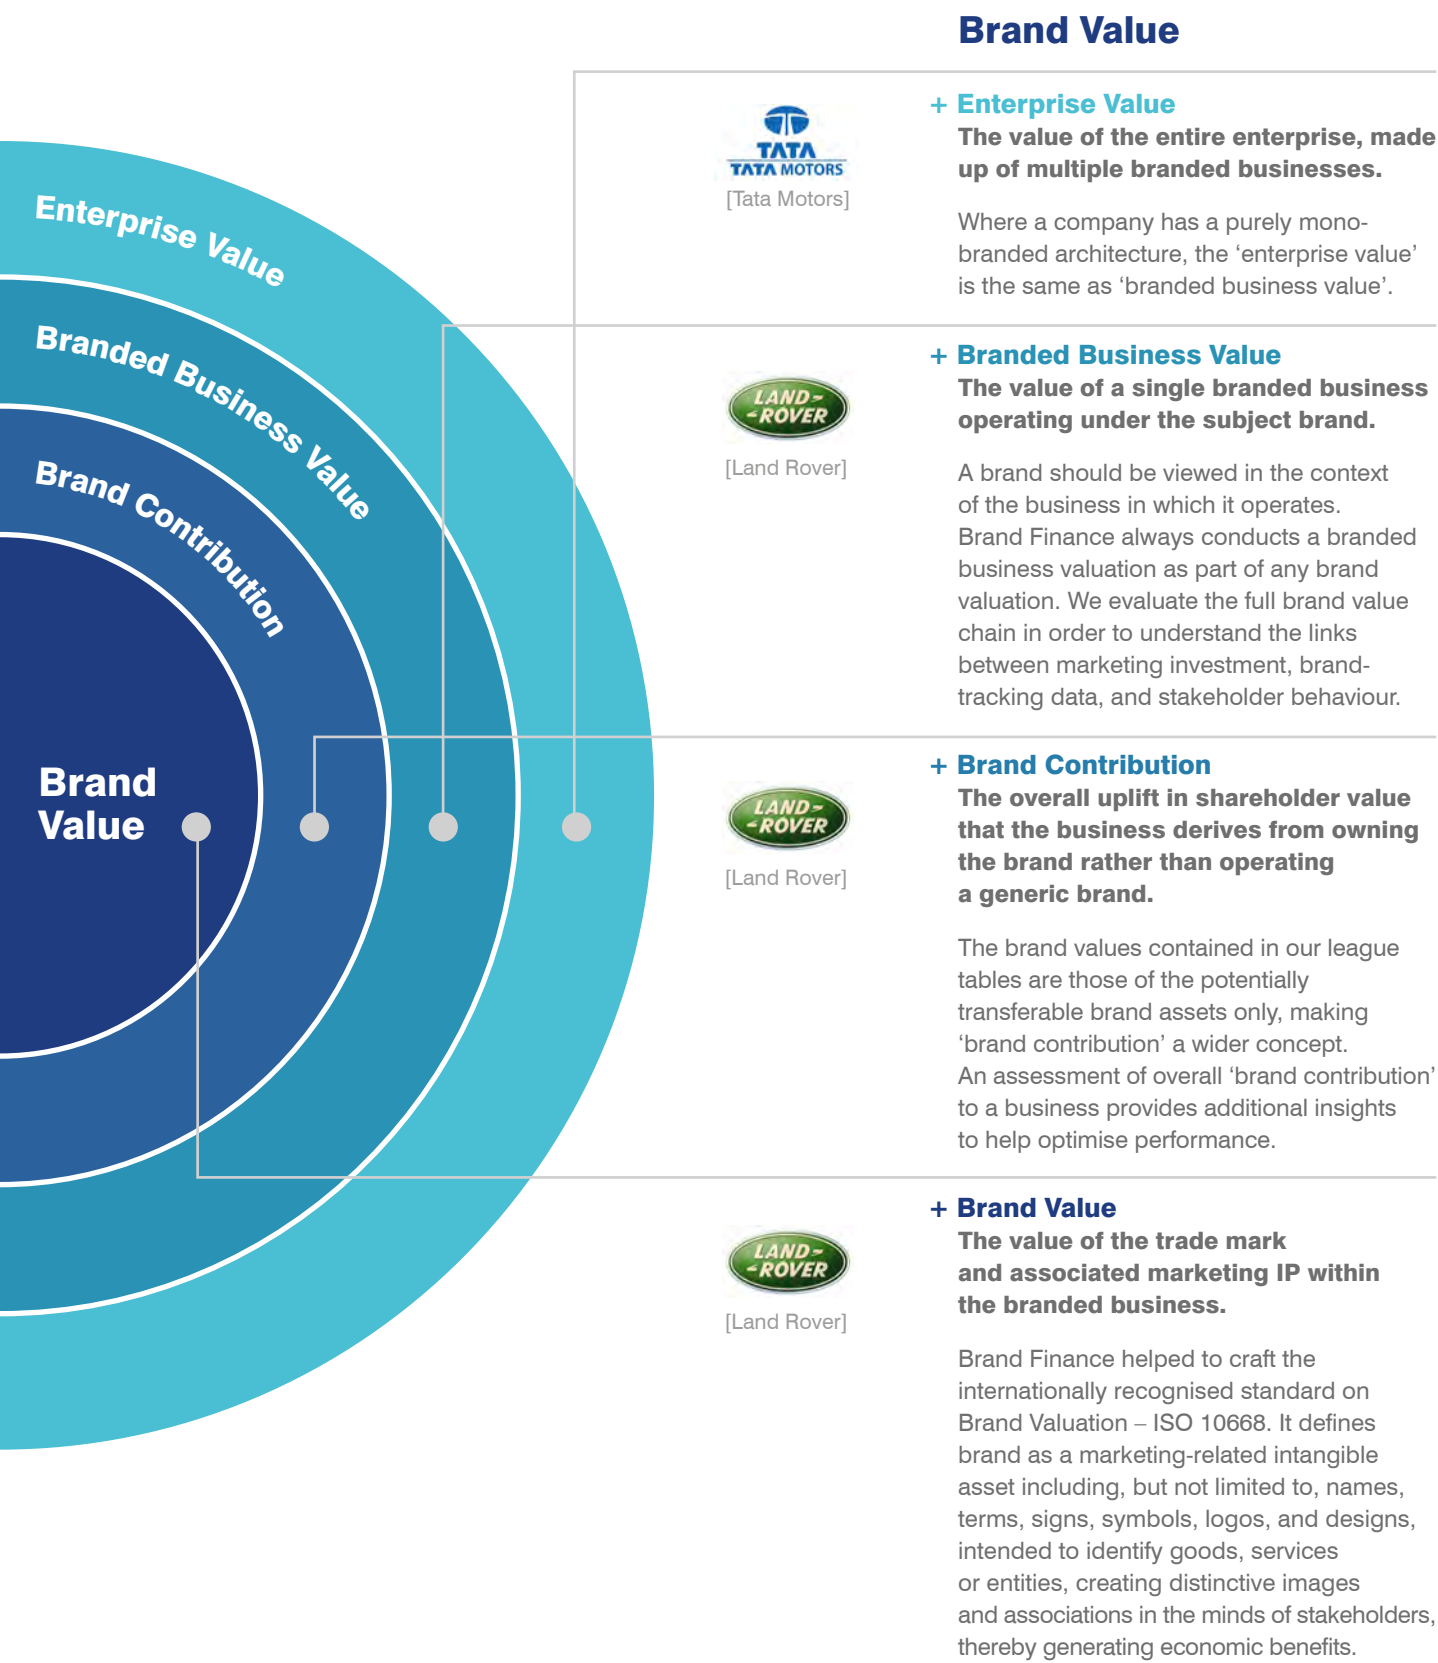 Brand Value
Enterprise Value
Branded Business Value
Brand Contribution
Brand
Value
TATA
TATA MOTORS
[Tata Motors]
+ Enterprise Value
The value of the entire enterprise, made
up of multiple branded businesses.
Where a company has a purely mono-
branded architecture, the ‘enterprise value’
is the same as ‘branded business value’.
LAND-
-ROVER
[Land Rover]
+ Branded Business Value
The value of a single branded business
operating under the subject brand.
A brand should be viewed in the context
of the business in which it operates.
Brand Finance always conducts a branded
business valuation as part of any brand
valuation. We evaluate the full brand value
chain in order to understand the links
between marketing investment, brand-
tracking data, and stakeholder behaviour.
LAND-
-ROVER
[Land Rover]
+ Brand Contribution
The overall uplift in shareholder value
that the business derives from owning
the brand rather than operating
a generic brand.
The brand values contained in our league
tables are those of the potentially
transferable brand assets only, making
‘brand contribution’ a wider concept.
An assessment of overall ‘brand contribution’
to a business provides additional insights
to help optimise performance.
LAND-
-ROVER
[Land Rover]
+ Brand Value
The value of the trade mark
and associated marketing IP within
the branded business.
Brand Finance helped to craft the
internationally recognised standard on
Brand Valuation – ISO 10668. It defines
brand as a marketing-related intangible
asset including, but not limited to, names,
terms, signs, symbols, logos, and designs,
intended to identify goods, services
or entities, creating distinctive images
and associations in the minds of stakeholders,
thereby generating economic benefits.